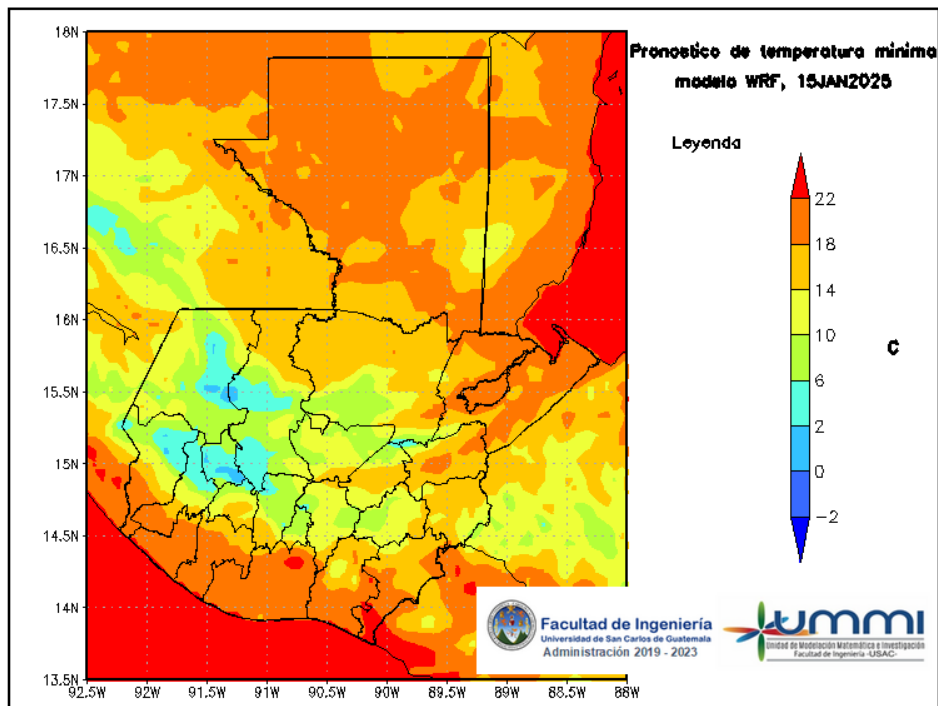 Pronostico de temperatura minima
modelo WRF, 15JAN2025
Leyenda
22
18
14
10
6
2
0
−2
C
18N
17.5N
17N
16.5N
16N
15.5N
15N
14.5N
14N
13.5N
92.5W
92W
91.5W
91W
90.5W
90W
89.5W
89W
88.5W
88W
Facultad de Ingeniería
Universidad de San Carlos de Guatemala
Administración 2019 - 2023
UMMI
Unidad de Modelación Matemática e Investigación
Facultad de Ingeniería -USAC-